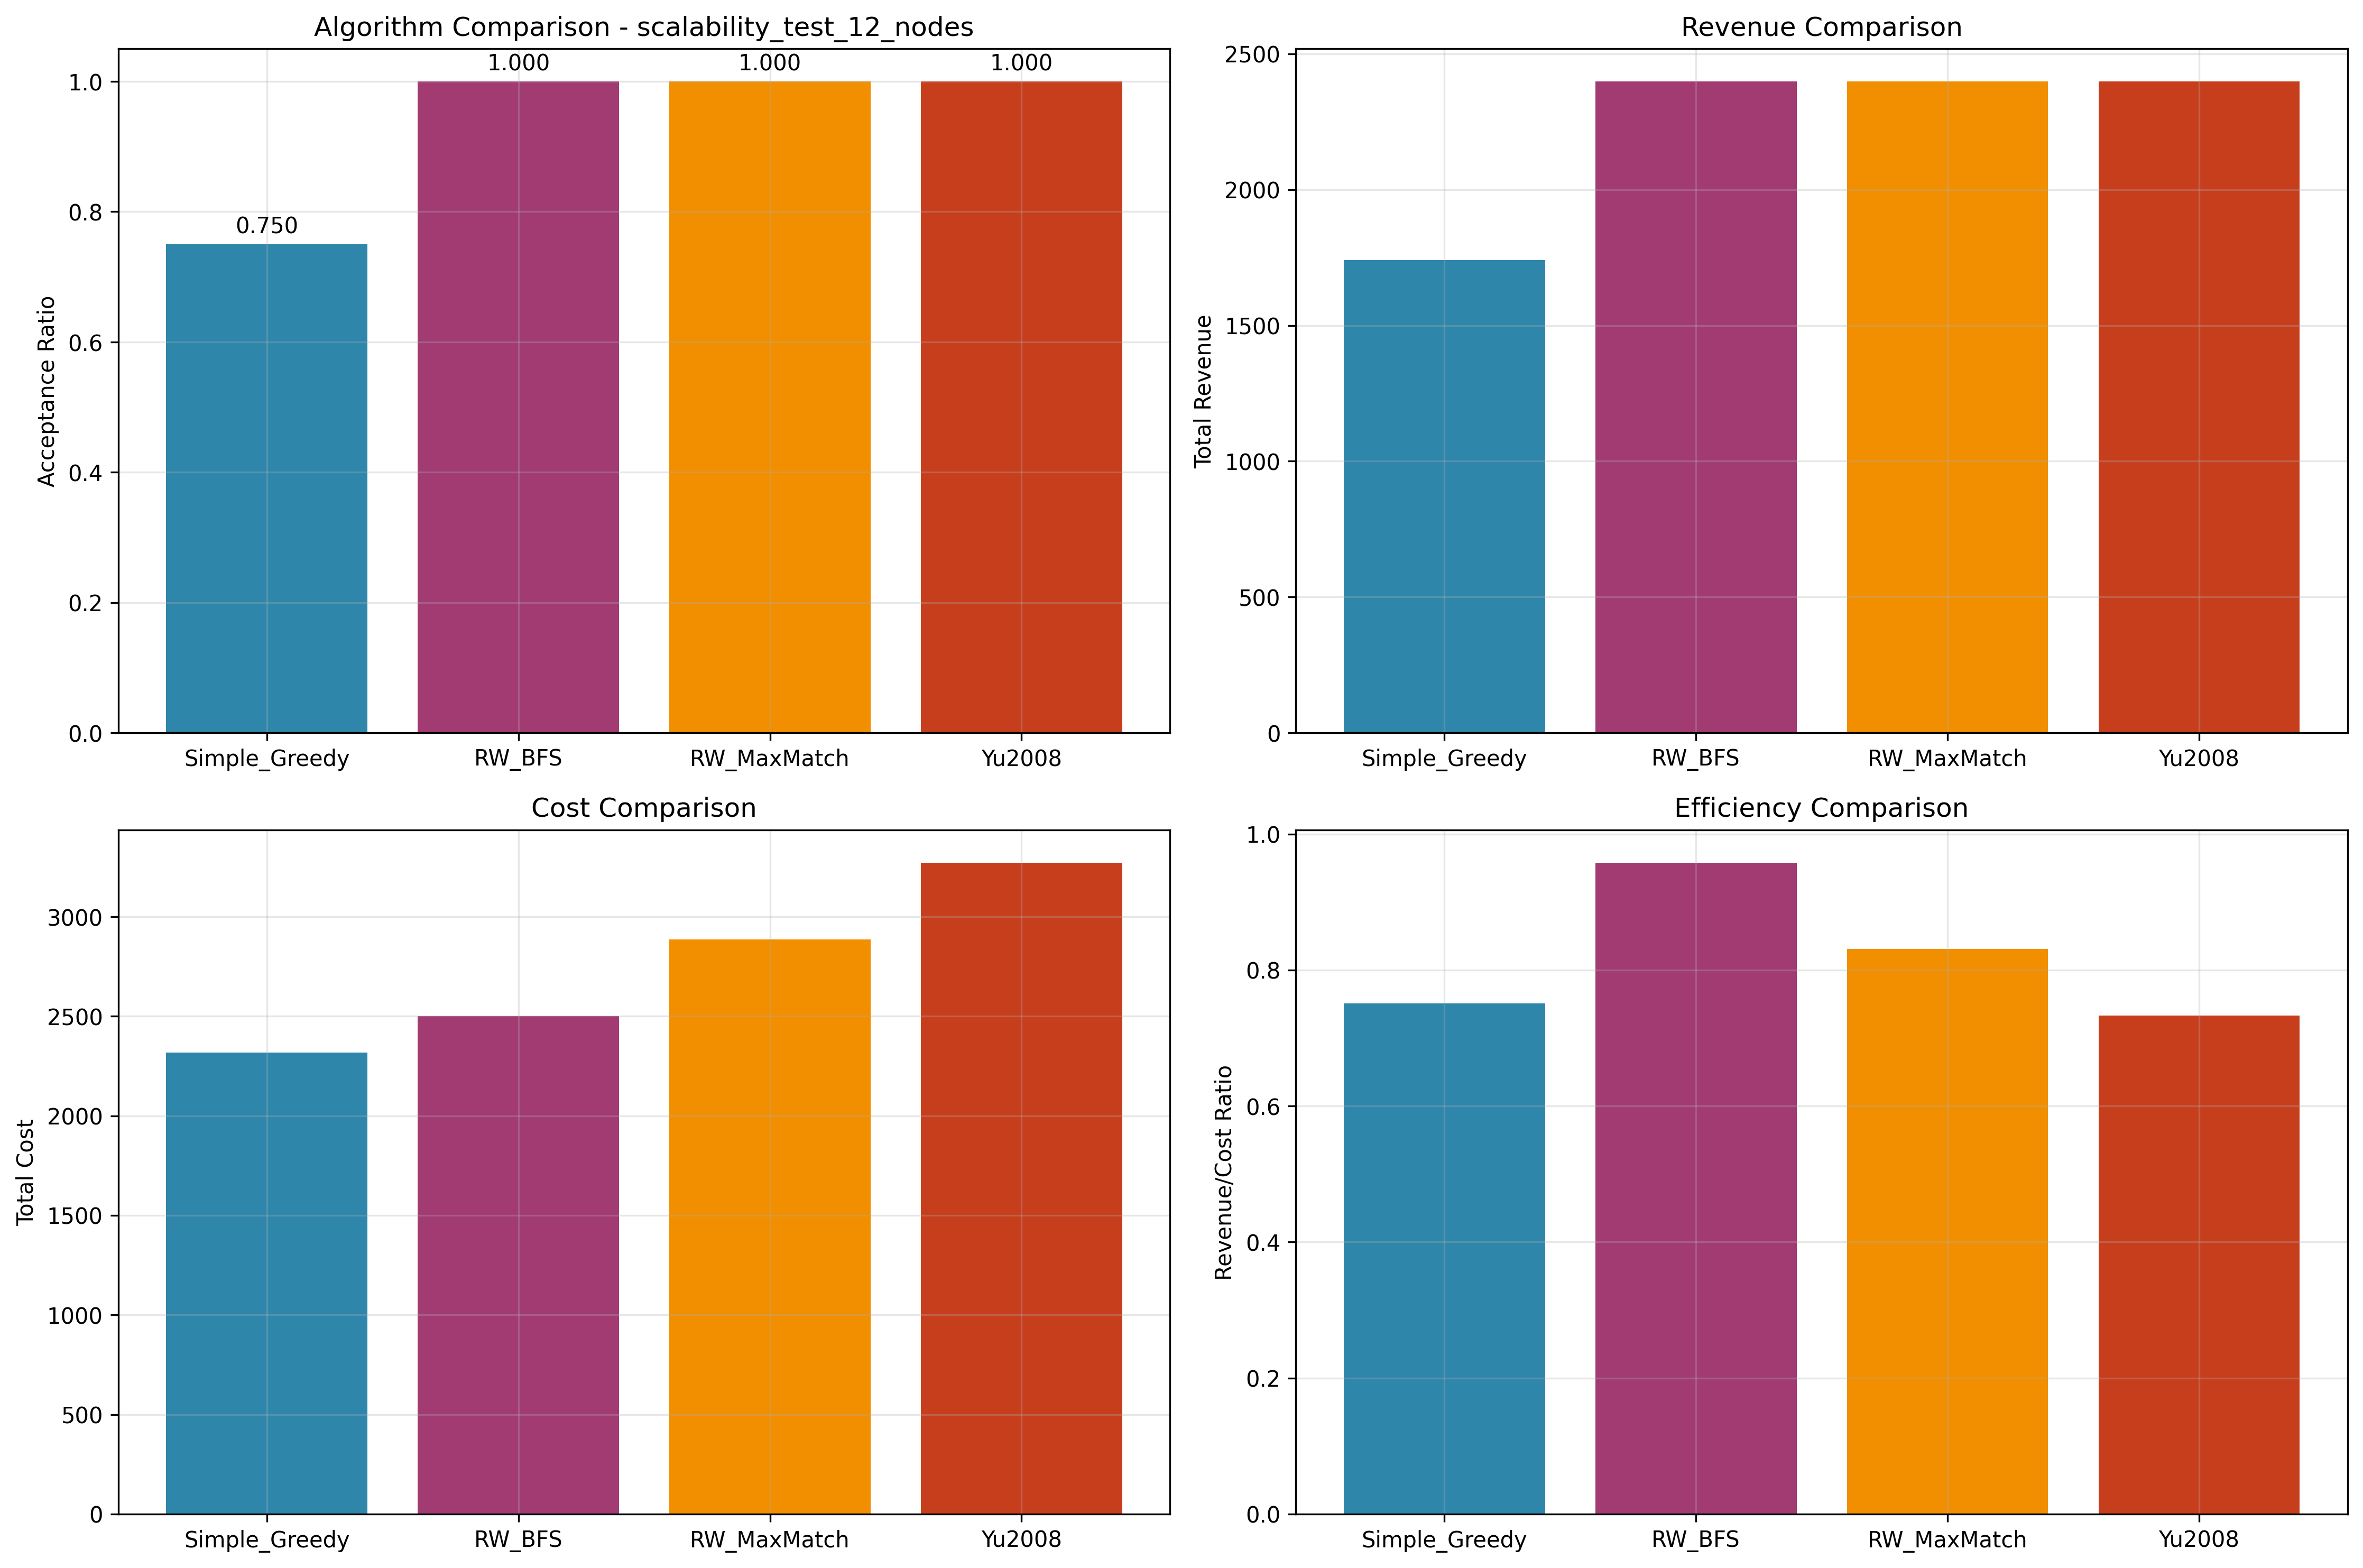 Algorithm Comparison - scalability_test_12_nodes
Acceptance Ratio
1.0
0.8
0.6
0.4
0.2
0.0
0.750
1.000
1.000
1.000
Simple_Greedy
RW_BFS
RW_MaxMatch
Yu2008
Revenue Comparison
Total Revenue
2500
2000
1500
1000
500
0
Simple_Greedy
RW_BFS
RW_MaxMatch
Yu2008
Cost Comparison
Total Cost
3000
2500
2000
1500
1000
500
0
Simple_Greedy
RW_BFS
RW_MaxMatch
Yu2008
Efficiency Comparison
Revenue/Cost Ratio
1.0
0.8
0.6
0.4
0.2
0.0
Simple_Greedy
RW_BFS
RW_MaxMatch
Yu2008